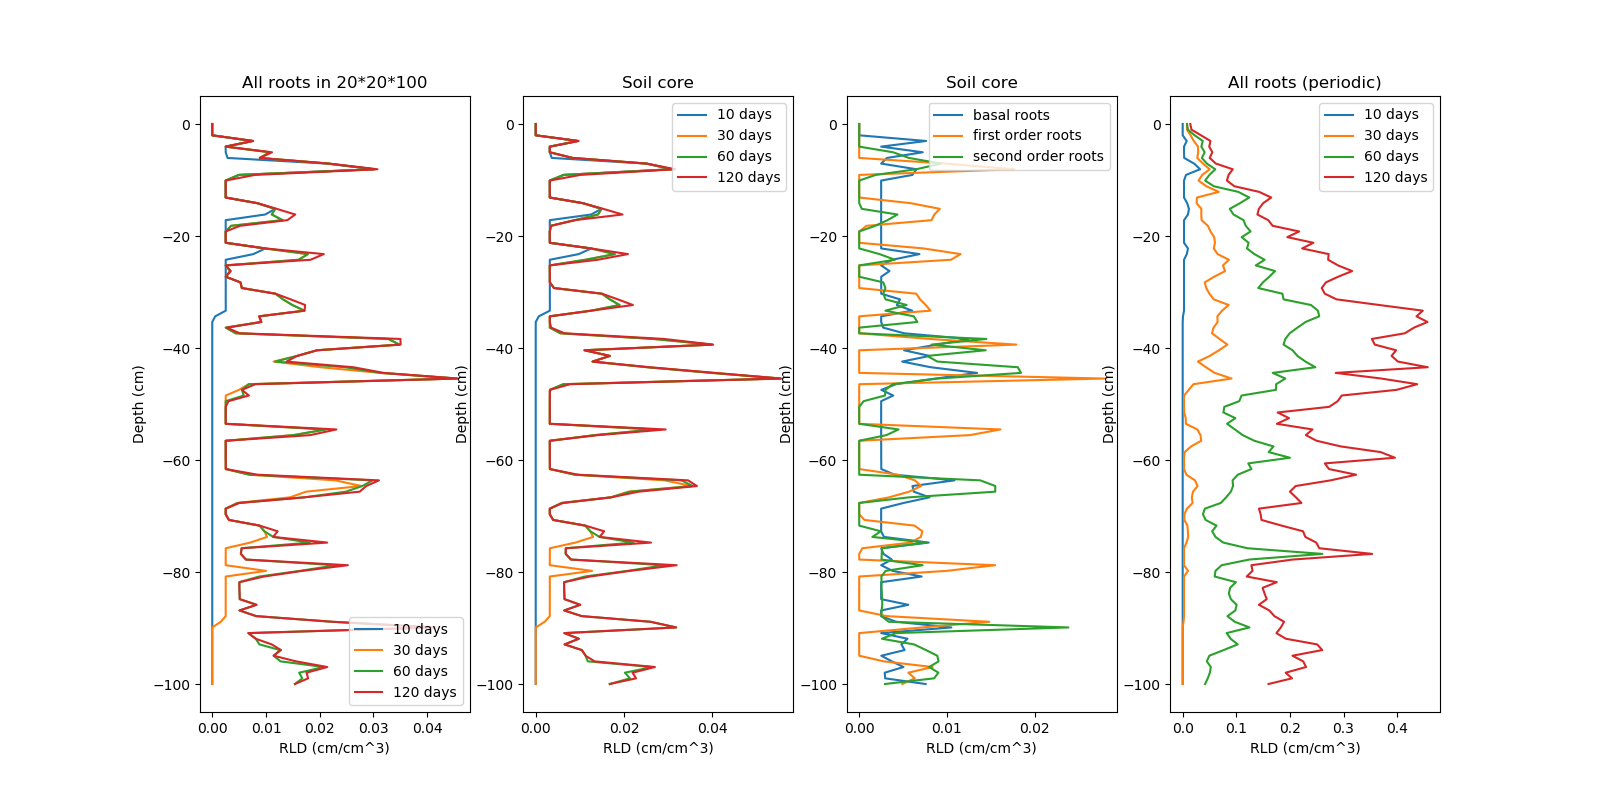 All roots in 20*20*100
0
−20
−40
−60
−80
−100
Depth (cm)
10 days
30 days
60 days
120 days
0.00 0.01 0.02 0.03 0.04
RLD (cm/cm^3)
Soil core
10 days
30 days
60 days
120 days
0
−20
−40
−60
−80
−100
Depth (cm)
0.00 0.02 0.04
RLD (cm/cm^3)
Soil core
basal roots
first order roots
second order roots
0
−20
−40
−60
−80
−100
Depth (cm)
0.00 0.01 0.02
RLD (cm/cm^3)
All roots (periodic)
10 days
30 days
60 days
120 days
0
−20
−40
−60
−80
−100
Depth (cm)
0.0 0.1 0.2 0.3 0.4
RLD (cm/cm^3)